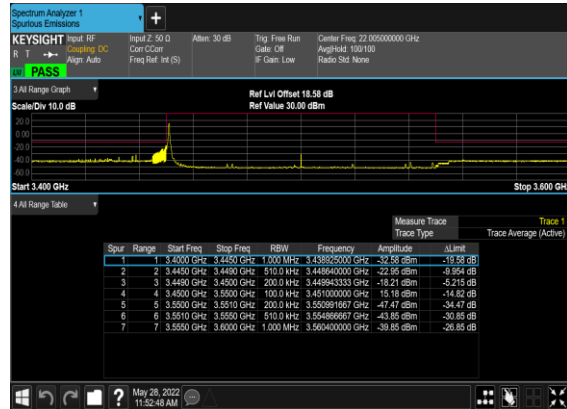 Spectrum Analyzer 1
Spurious Emissions
KEYSIGHT Input: RF Input Z: 50 Ω Atten: 30 dB Trig: Free Run Center Freq: 22.005000000 GHz
R T Coupling: DC Corr CCorr Gate: Off Avg|Hold: 100/100
Align: Auto Freq Ref: Int (S) IF Gain: Low Radio Std: None
LW PASS
3 All Range Graph
Ref Lvl Offset 18.58 dB
Scale/Div 10.0 dB Ref Value 30.00 dBm
20.0
0.00
-20.0
-40.0
-60.0
Start 3.400 GHz Stop 3.600 GHz
4 All Range Table
Measure Trace Trace 1
Trace Type Trace Average (Active)
Spur Range Start Freq Stop Freq RBW Frequency Amplitude ΔLimit
1 1 3.4000 GHz 3.4450 GHz 1.000 MHz 3.438925000 GHz -32.58 dBm -19.58 dB
2 2 3.4450 GHz 3.4490 GHz 510.0 kHz 3.448640000 GHz -22.95 dBm -9.954 dB
3 3 3.4490 GHz 3.4500 GHz 200.0 kHz 3.449943333 GHz -18.21 dBm -5.215 dB
4 4 3.4500 GHz 3.5500 GHz 100.0 kHz 3.451000000 GHz 15.18 dBm -14.82 dB
5 5 3.5500 GHz 3.5510 GHz 200.0 kHz 3.550991667 GHz -47.47 dBm -34.47 dB
6 6 3.5510 GHz 3.5550 GHz 510.0 kHz 3.554866667 GHz -43.85 dBm -30.85 dB
7 7 3.5550 GHz 3.6000 GHz 1.000 MHz 3.560400000 GHz -39.85 dBm -26.85 dB
May 28, 2022
11:52:48 AM